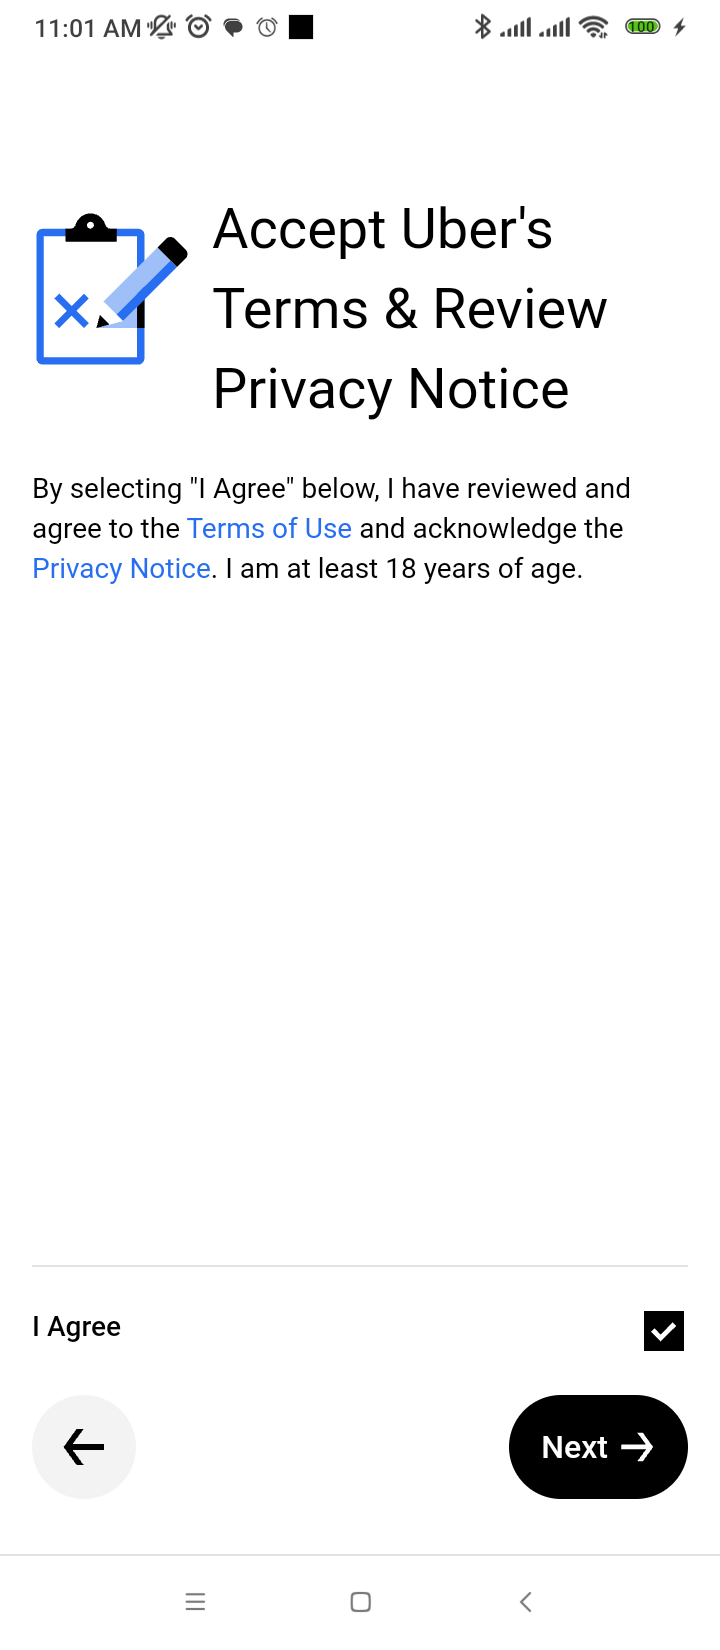 11:01 AM
100
Accept Uber's
Terms & Review
Privacy Notice
By selecting "I Agree" below, I have reviewed and
agree to the Terms of Use and acknowledge the
Privacy Notice. I am at least 18 years of age.
I Agree
Next